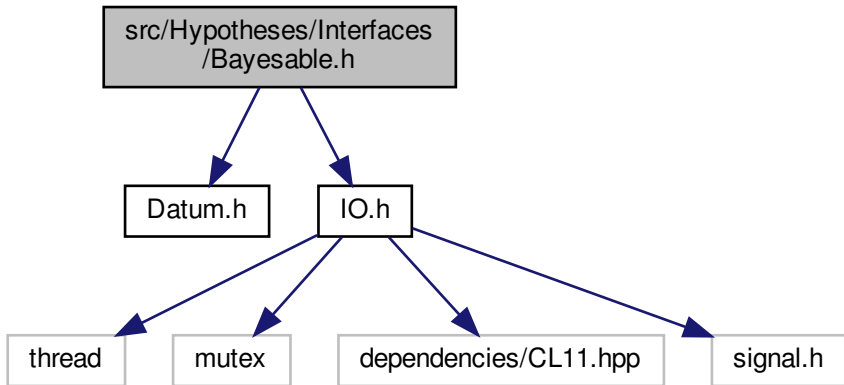 src/Hypotheses/Interfaces
/Bayesable.h
Datum.h
IO.h
thread
mutex
dependencies/CL11.hpp
signal.h